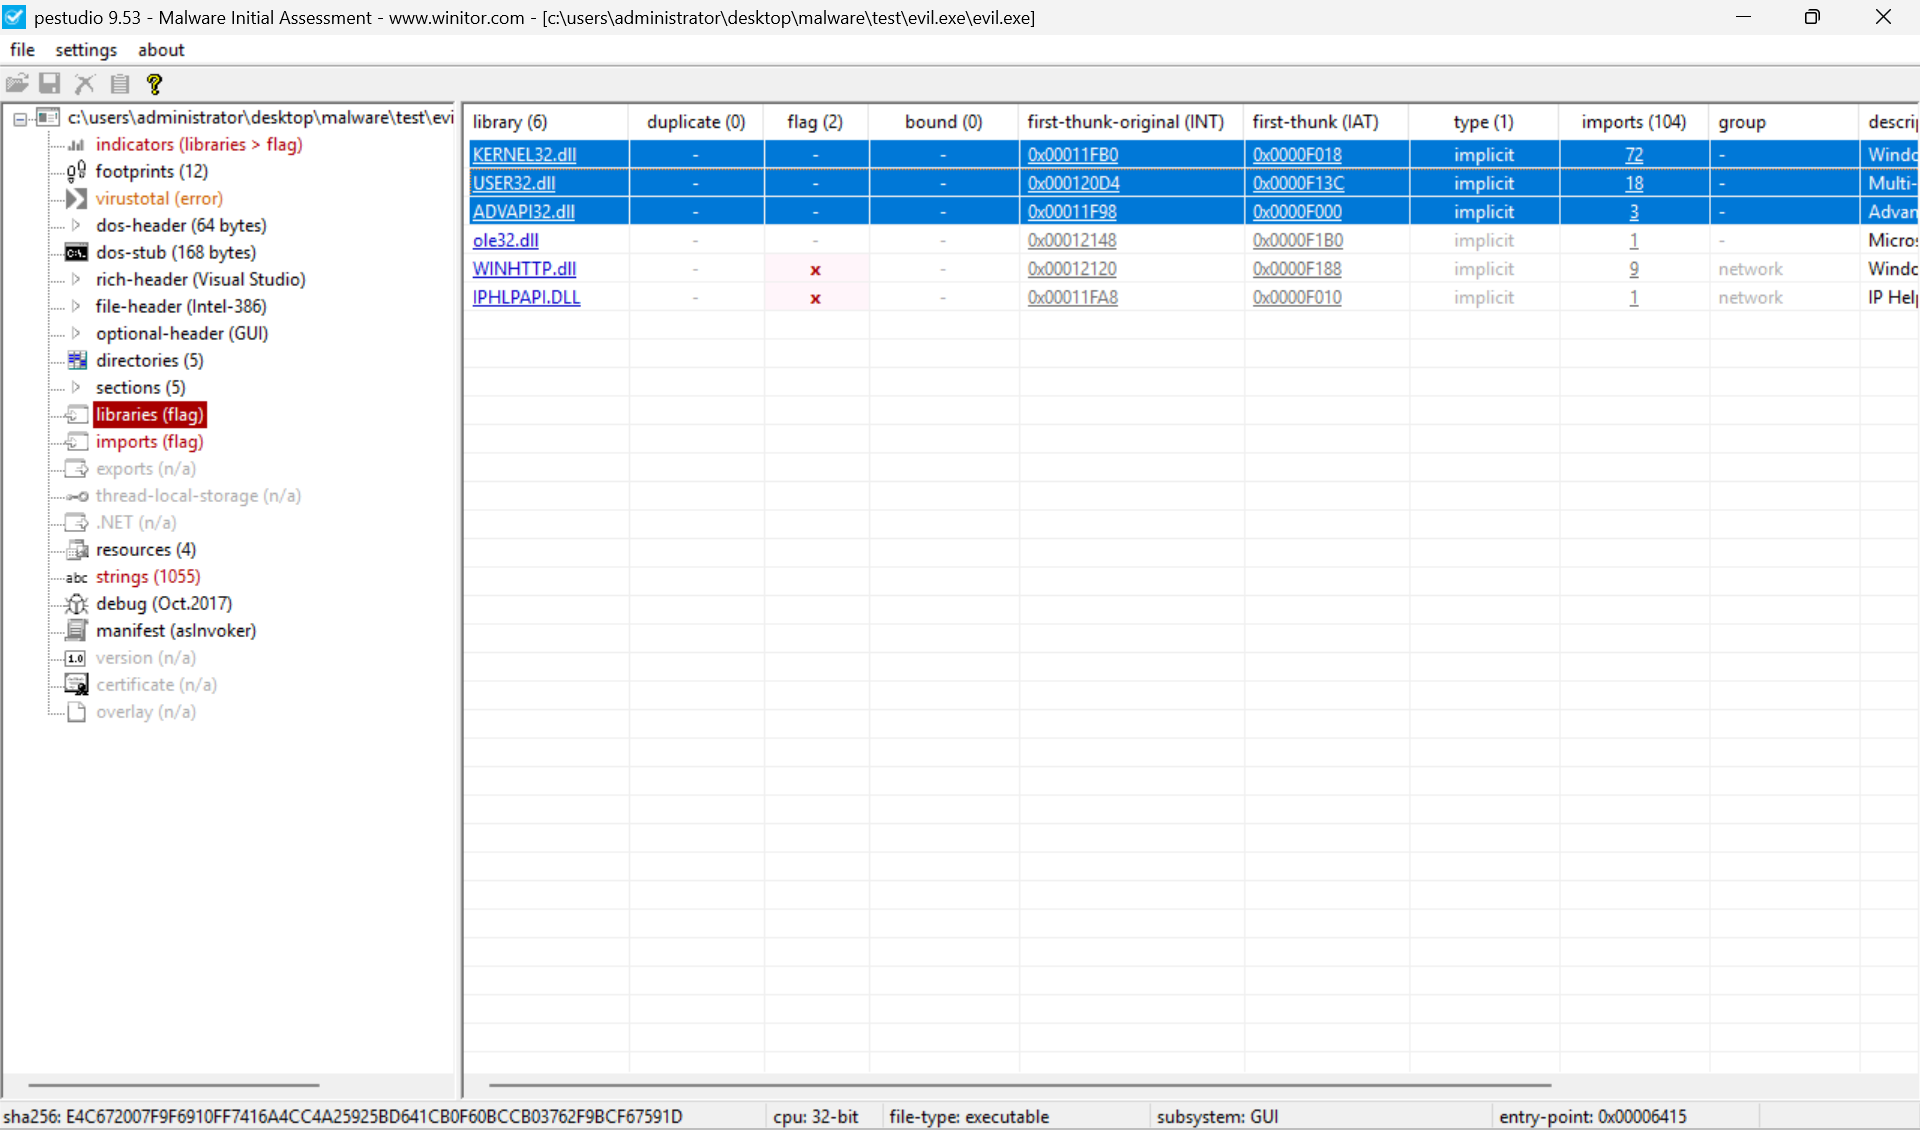 pestudio 9.53 - Malware Initial Assessment - www.winitor.com - [c:\users\administrator\desktop\malware\test\evil.exe\evil.exe]
file settings about
c:\users\administrator\desktop\malware\test\evi
indicators (libraries > flag)
footprints (12)
virustotal (error)
dos-header (64 bytes)
dos-stub (168 bytes)
rich-header (Visual Studio)
file-header (Intel-386)
optional-header (GUI)
directories (5)
sections (5)
libraries (flag)
imports (flag)
exports (n/a)
thread-local-storage (n/a)
.NET (n/a)
resources (4)
abc strings (1055)
debug (Oct.2017)
manifest (asInvoker)
1.0 version (n/a)
certificate (n/a)
overlay (n/a)
library (6) duplicate (0) flag (2) bound (0) first-thunk-original (INT) first-thunk (IAT) type (1) imports (104) group descrip
KERNEL32.dll - - - 0x00011FB0 0x0000F018 implicit 72 - Windo
USER32.dll - - - 0x000120D4 0x0000F13C implicit 18 - Multi-
ADVAPI32.dll - - - 0x00011F98 0x0000F000 implicit 3 - Advan
ole32.dll - - - 0x00012148 0x0000F1B0 implicit 1 - Micros
WINHTTP.dll - x - 0x00012120 0x0000F188 implicit 9 network Windo
IPHLPAPI.DLL - x - 0x00011FA8 0x0000F010 implicit 1 network IP Help
sha256: E4C672007F9F6910FF7416A4CC4A25925BD641CB0F60BCCB03762F9BCF67591D cpu: 32-bit file-type: executable subsystem: GUI entry-point: 0x00006415